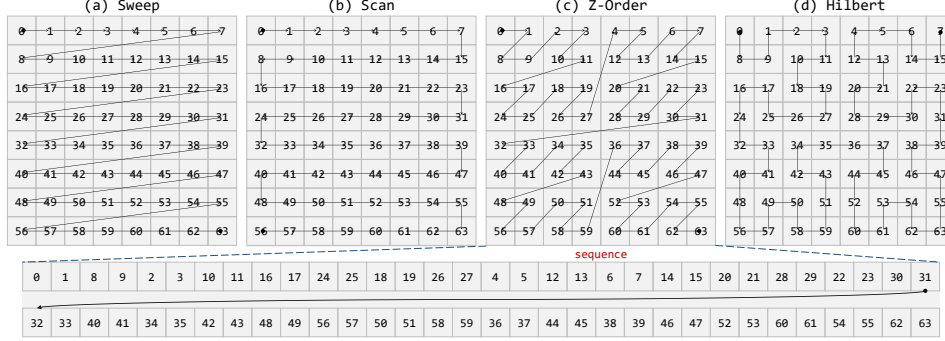 (a) Sweep (b) Scan (c) Z-Order (d) Hilbert
0 1 2 3 4 5 6 7 0 1 2 3 4 5 6 7 0 1 2 3 4 5 6 7 0 1 2 3 4 5 6 7
8 9 10 11 12 13 14 15 8 9 10 11 12 13 14 15 8 9 10 11 12 13 14 15 8 9 10 11 12 13 14 15
16 17 18 19 20 21 22 23 16 17 18 19 20 21 22 23 16 17 18 19 20 21 22 23 16 17 18 19 20 21 22 23
24 25 26 27 28 29 30 31 24 25 26 27 28 29 30 31 24 25 26 27 28 29 30 31 24 25 26 27 28 29 30 31
32 33 34 35 36 37 38 39 32 33 34 35 36 37 38 39 32 33 34 35 36 37 38 39 32 33 34 35 36 37 38 39
40 41 42 43 44 45 46 47 40 41 42 43 44 45 46 47 40 41 42 43 44 45 46 47 40 41 42 43 44 45 46 47
48 49 50 51 52 53 54 55 48 49 50 51 52 53 54 55 48 49 50 51 52 53 54 55 48 49 50 51 52 53 54 55
56 57 58 59 60 61 62 63 56 57 58 59 60 61 62 63 56 57 58 59 60 61 62 63 56 57 58 59 60 61 62 63
sequence
0 1 8 9 2 3 10 11 16 17 24 25 18 19 26 27 4 5 12 13 6 7 14 15 20 21 28 29 22 23 30 31
32 33 40 41 34 35 42 43 48 49 56 57 50 51 58 59 36 37 44 45 38 39 46 47 52 53 60 61 54 55 62 63